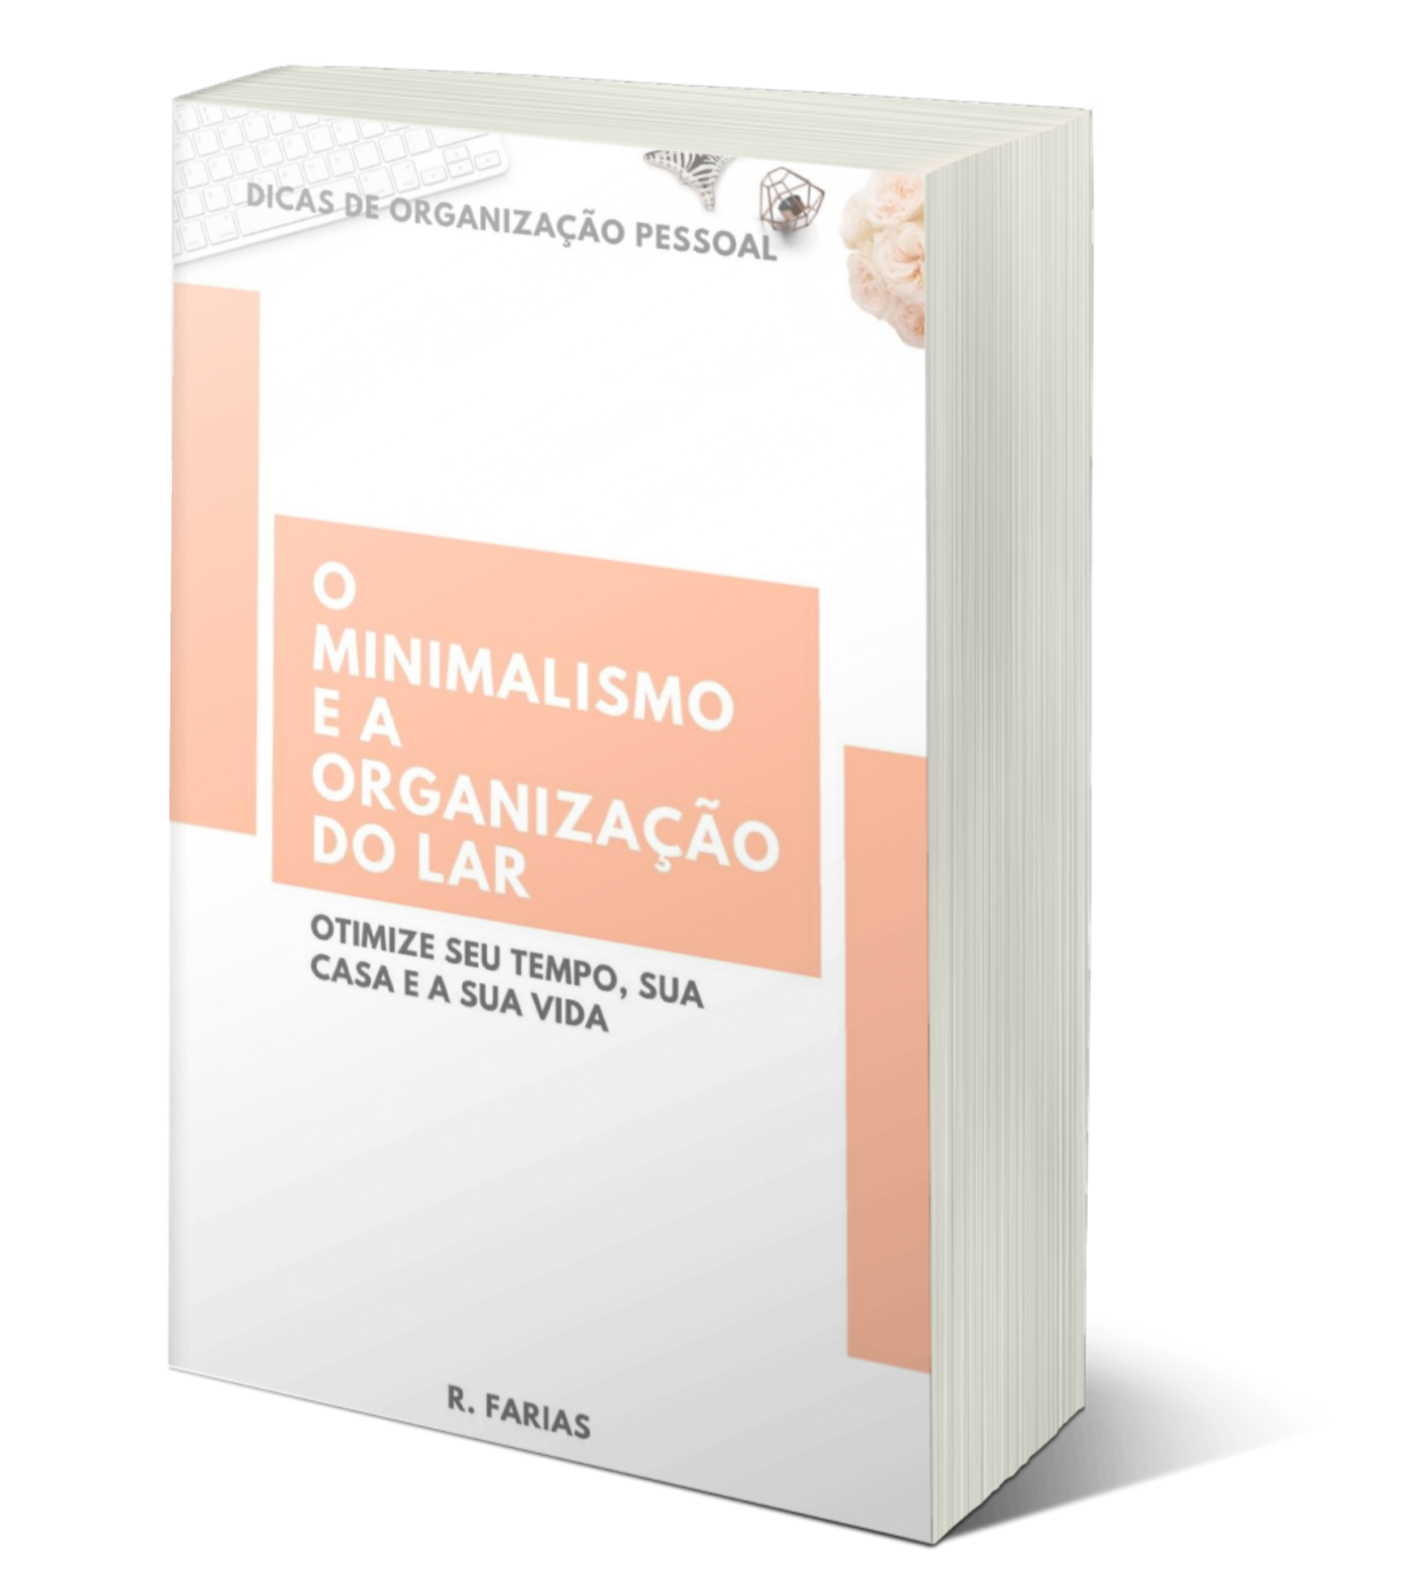 DICAS DE ORGANIZAÇÃO PESSOAL
O
MINIMALISMO
E A
ORGANIZAÇÃO
DO LAR
OTIMIZE SEU TEMPO, SUA
CASA E A SUA VIDA
R. FARIAS